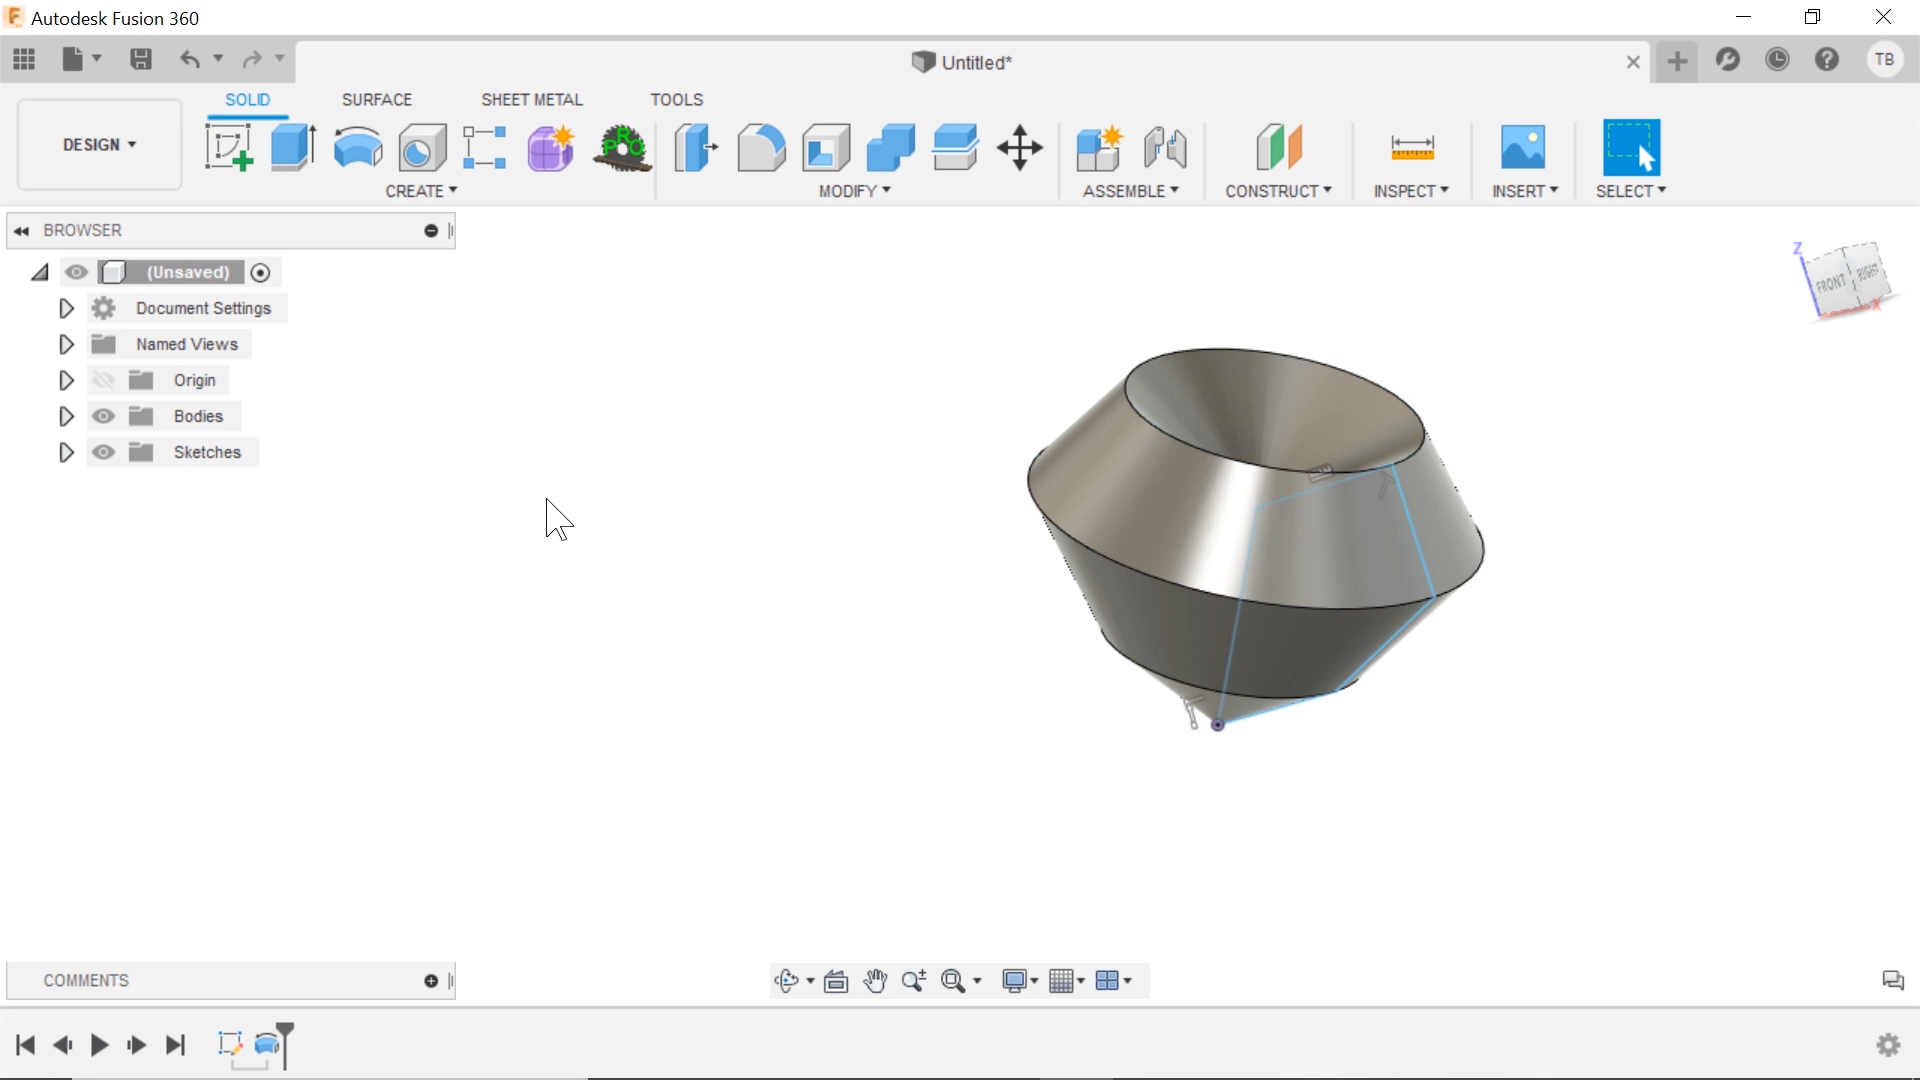 Autodesk Fusion 360
Untitled*
TB
SOLID SURFACE SHEET METAL TOOLS
DESIGN
PRO
CREATE MODIFY ASSEMBLE CONSTRUCT INSPECT INSERT SELECT
BROWSER
(Unsaved)
Document Settings
Named Views
Origin
Bodies
Sketches
Z
FRONT RIGHT
X
COMMENTS